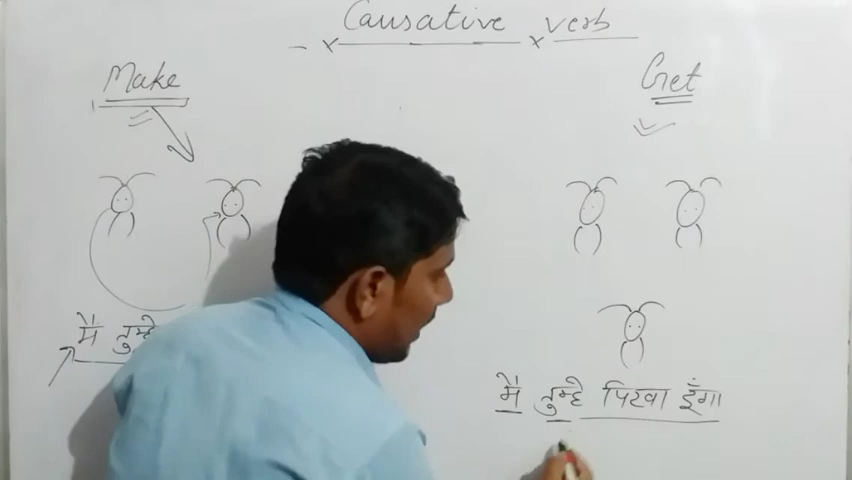 Causative verb
Make
Get
मै तुम्हे
मै तुम्हे पिटवा दूंगा